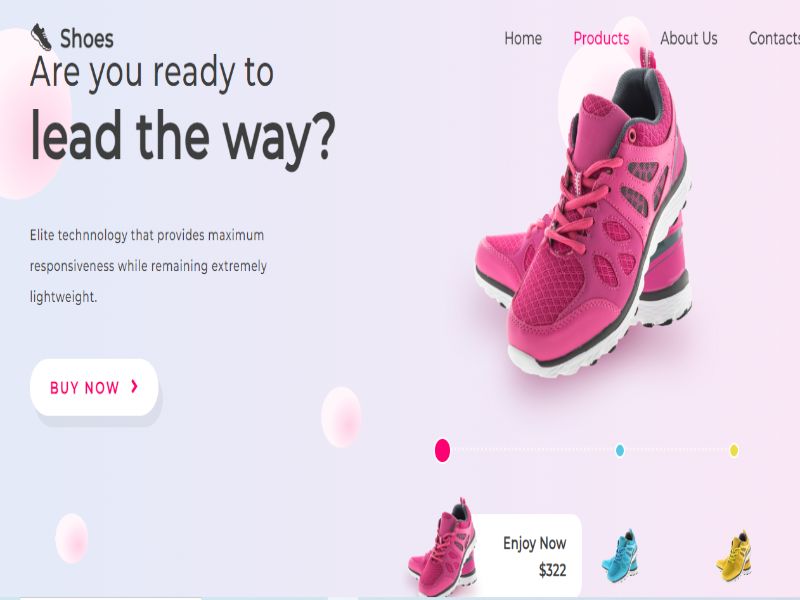 Shoes
Home Products About Us Contacts
Are you ready to
lead the way?
Elite technnology that provides maximum
responsiveness while remaining extremely
lightweight.
BUY NOW
Enjoy Now
$322